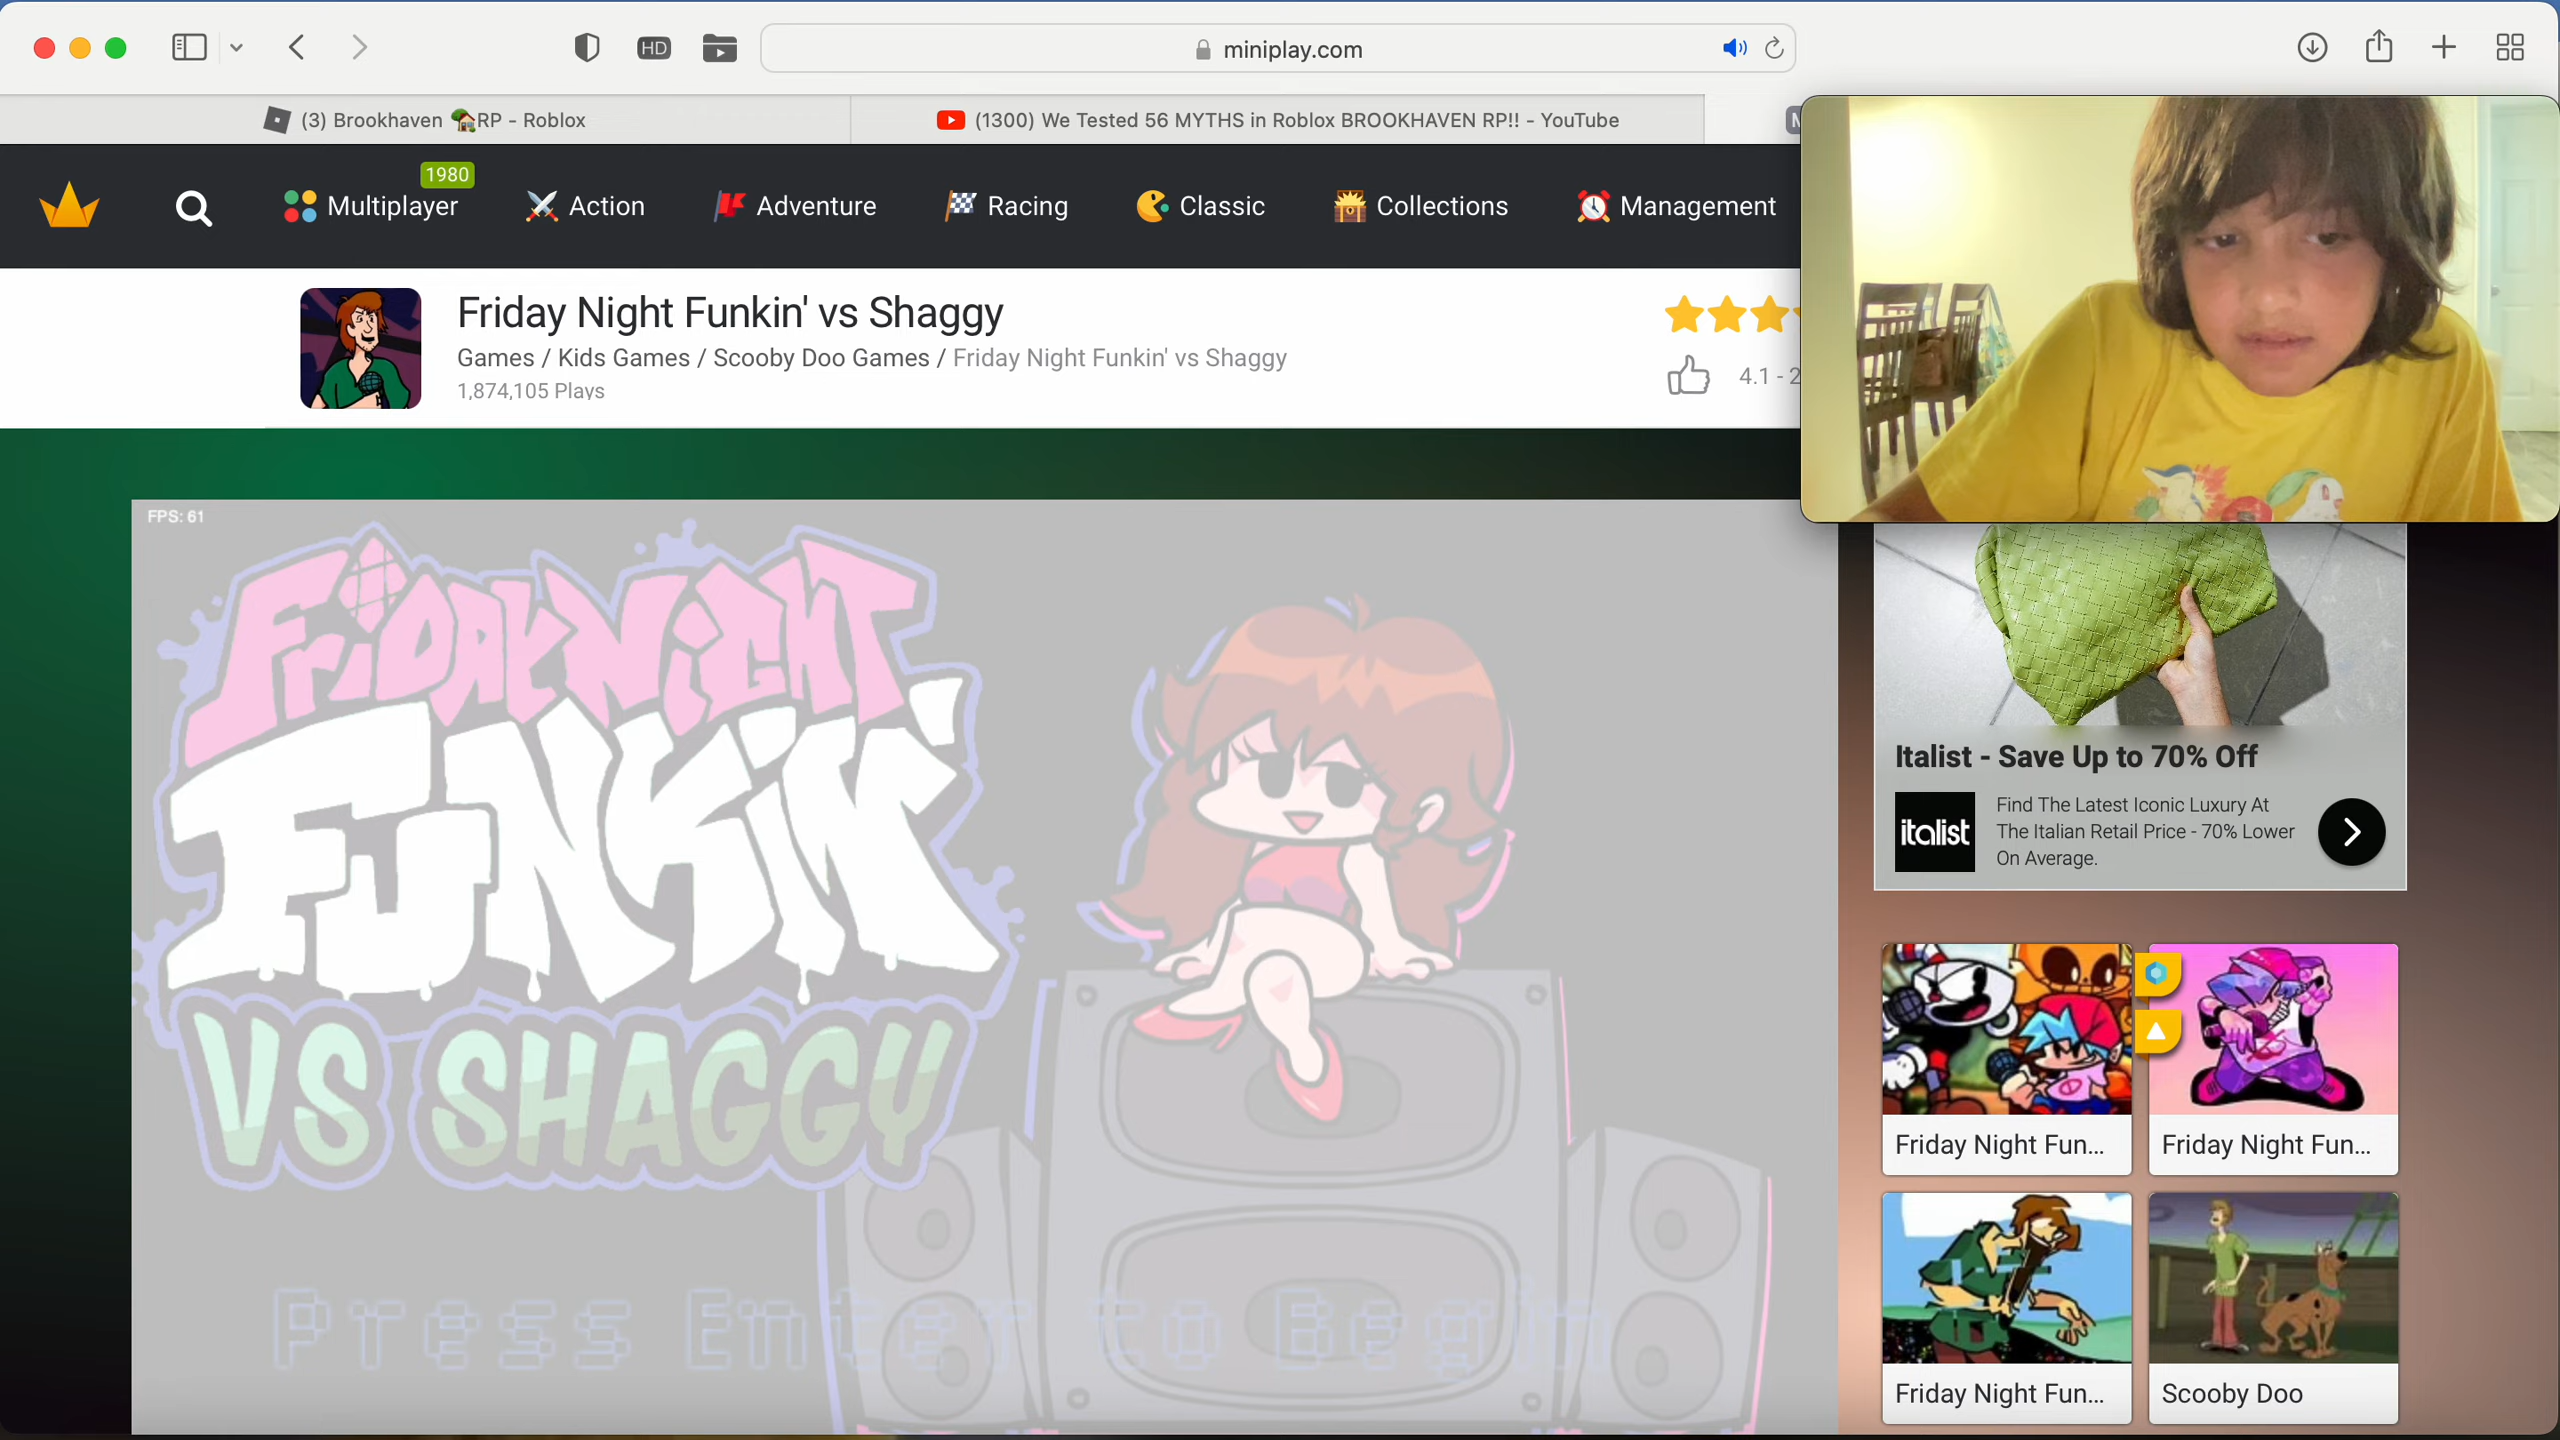 HD
miniplay.com
(3) Brookhaven 🏡RP - Roblox
(1300) We Tested 56 MYTHS in Roblox BROOKHAVEN RP!! - YouTube
1980
Multiplayer
Action
Adventure
Racing
Classic
Collections
Management
Friday Night Funkin' vs Shaggy
Games / Kids Games / Scooby Doo Games / Friday Night Funkin' vs Shaggy
1,874,105 Plays
4.1 - 2
FPS: 61
FRiDAY NiGHT
FUNKiN'
VS SHAGGY
Press Enter to Begin
Italist - Save Up to 70% Off
italist
Find The Latest Iconic Luxury At
The Italian Retail Price - 70% Lower
On Average.
Friday Night Fun...
Friday Night Fun...
Friday Night Fun...
Scooby Doo